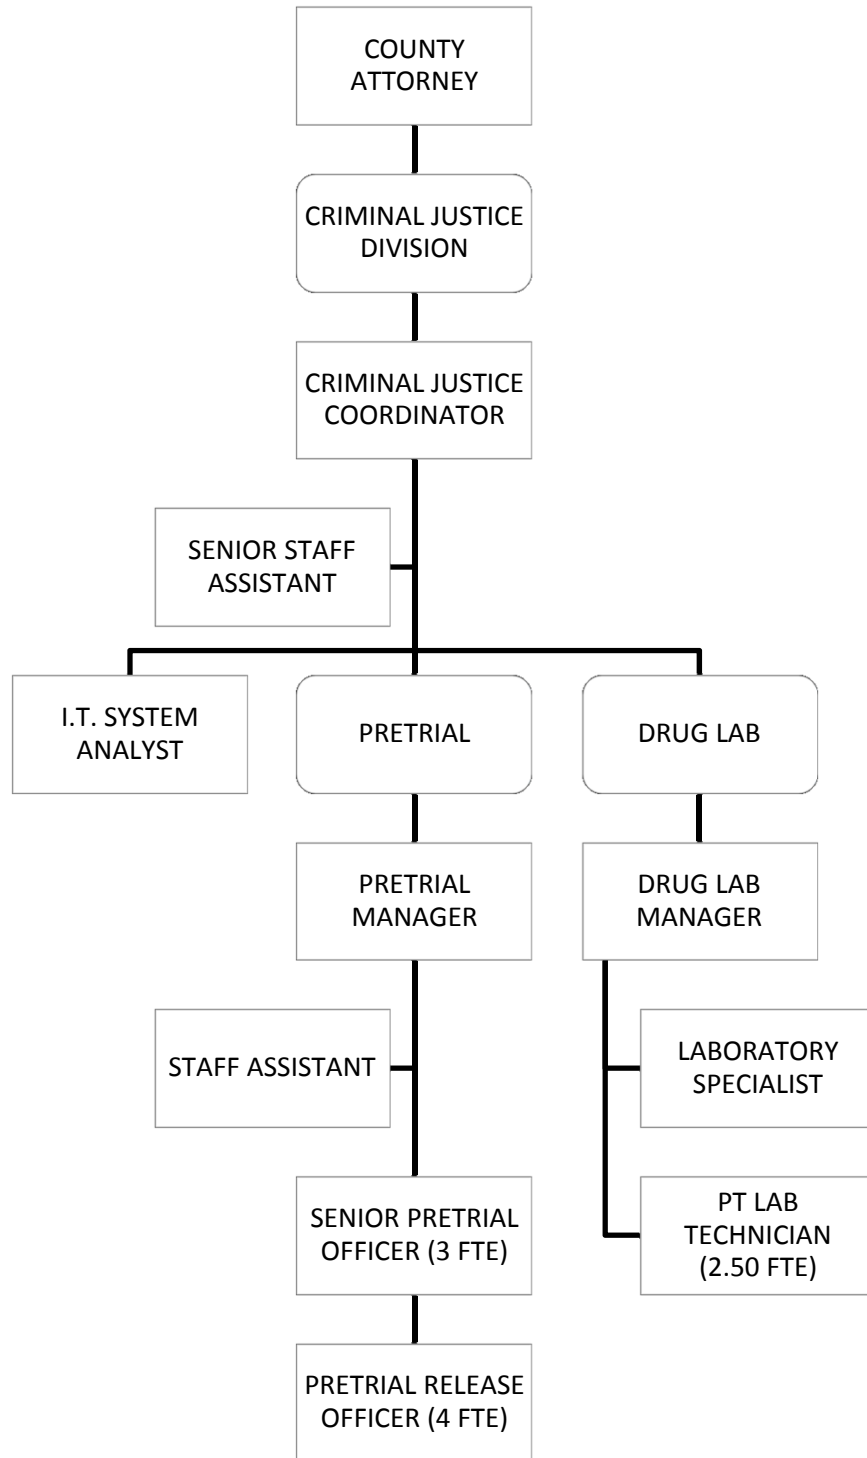 COUNTY
ATTORNEY
CRIMINAL JUSTICE
DIVISION
CRIMINAL JUSTICE
COORDINATOR
SENIOR STAFF
ASSISTANT
I.T. SYSTEM
ANALYST
PRETRIAL
DRUG LAB
PRETRIAL
MANAGER
DRUG LAB
MANAGER
STAFF ASSISTANT
LABORATORY
SPECIALIST
SENIOR PRETRIAL
OFFICER (3 FTE)
PT LAB
TECHNICIAN
(2.50 FTE)
PRETRIAL RELEASE
OFFICER (4 FTE)